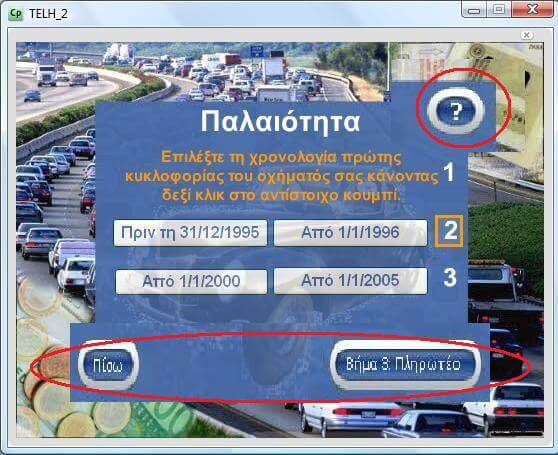 Cp TELH_2
?
Παλαιότητα
Επιλέξτε τη χρονολογία πρώτης
κυκλοφορίας του οχήματός σας κάνοντας
δεξί κλικ στο αντίστοιχο κουμπί.
1
Πριν τη 31/12/1995 Από 1/1/1996 2
Από 1/1/2000 Από 1/1/2005 3
Πίσω Βήμα 3: Πληρωτέο